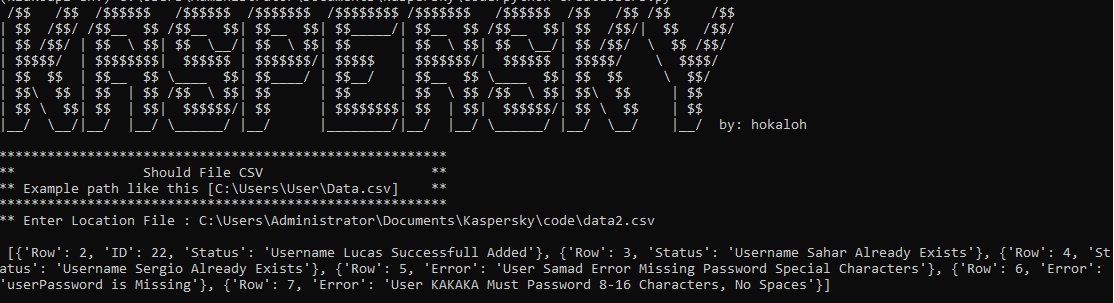 KASPERSKY
by: hokaloh
********************************************************
** Should File CSV **
** Example path like this [C:\Users\User\Data.csv] **
********************************************************
** Enter Location File : C:\Users\Administrator\Documents\Kaspersky\code\data2.csv
[{'Row': 2, 'ID': 22, 'Status': 'Username Lucas Successfull Added'}, {'Row': 3, 'Status': 'Username Sahar Already Exists'}, {'Row': 4, 'St
atus': 'Username Sergio Already Exists'}, {'Row': 5, 'Error': 'User Samad Error Missing Password Special Characters'}, {'Row': 6, 'Error':
'userPassword is Missing'}, {'Row': 7, 'Error': 'User KAKAKA Must Password 8-16 Characters, No Spaces'}]